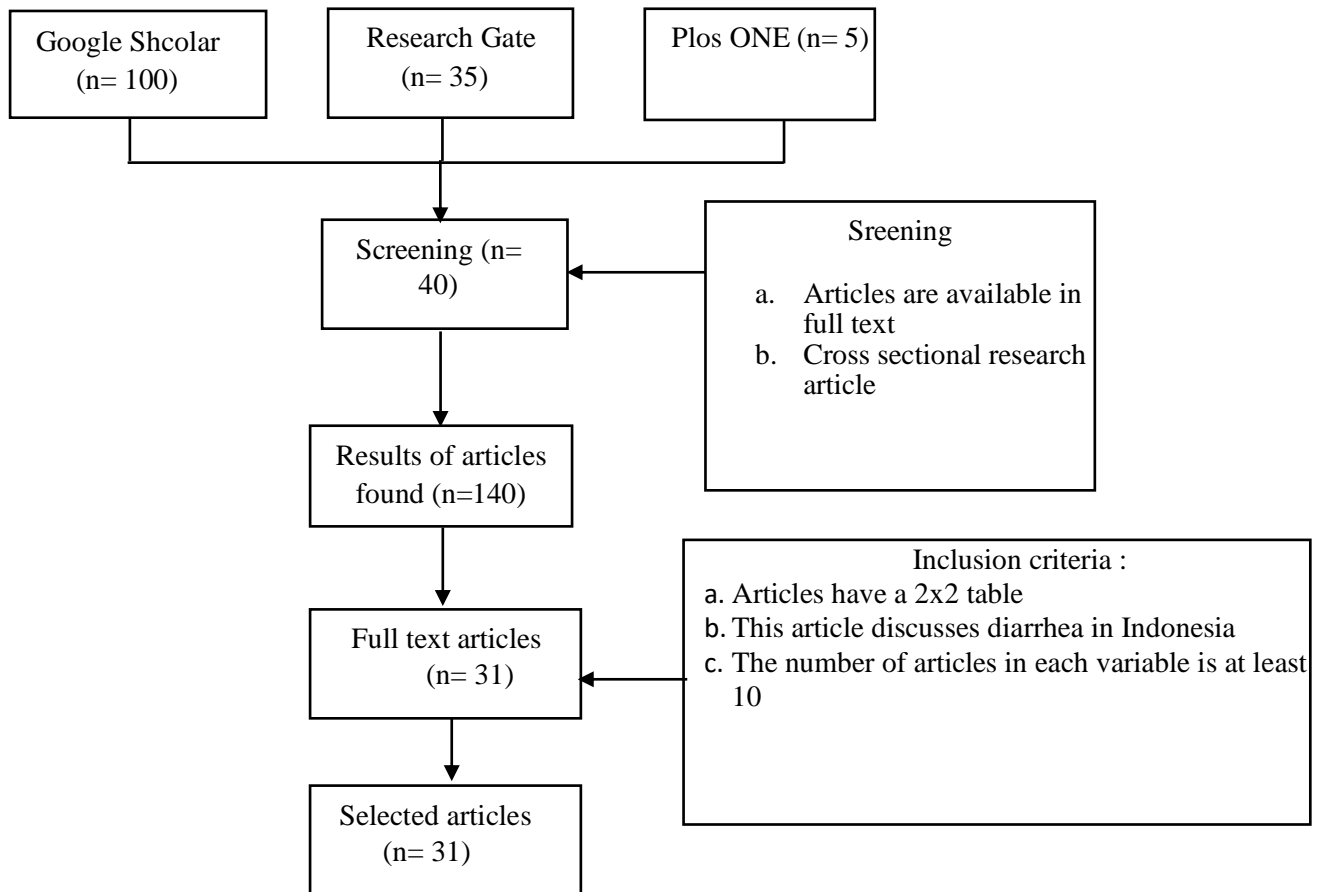 Google Shcolar
(n= 100)
Research Gate
(n= 35)
Plos ONE (n= 5)
Screening (n=
40)
Sreening
a. Articles are available in
full text
b. Cross sectional research
article
Results of articles
found (n=140)
Inclusion criteria :
a. Articles have a 2x2 table
b. This article discusses diarrhea in Indonesia
c. The number of articles in each variable is at least
10
Full text articles
(n= 31)
Selected articles
(n= 31)